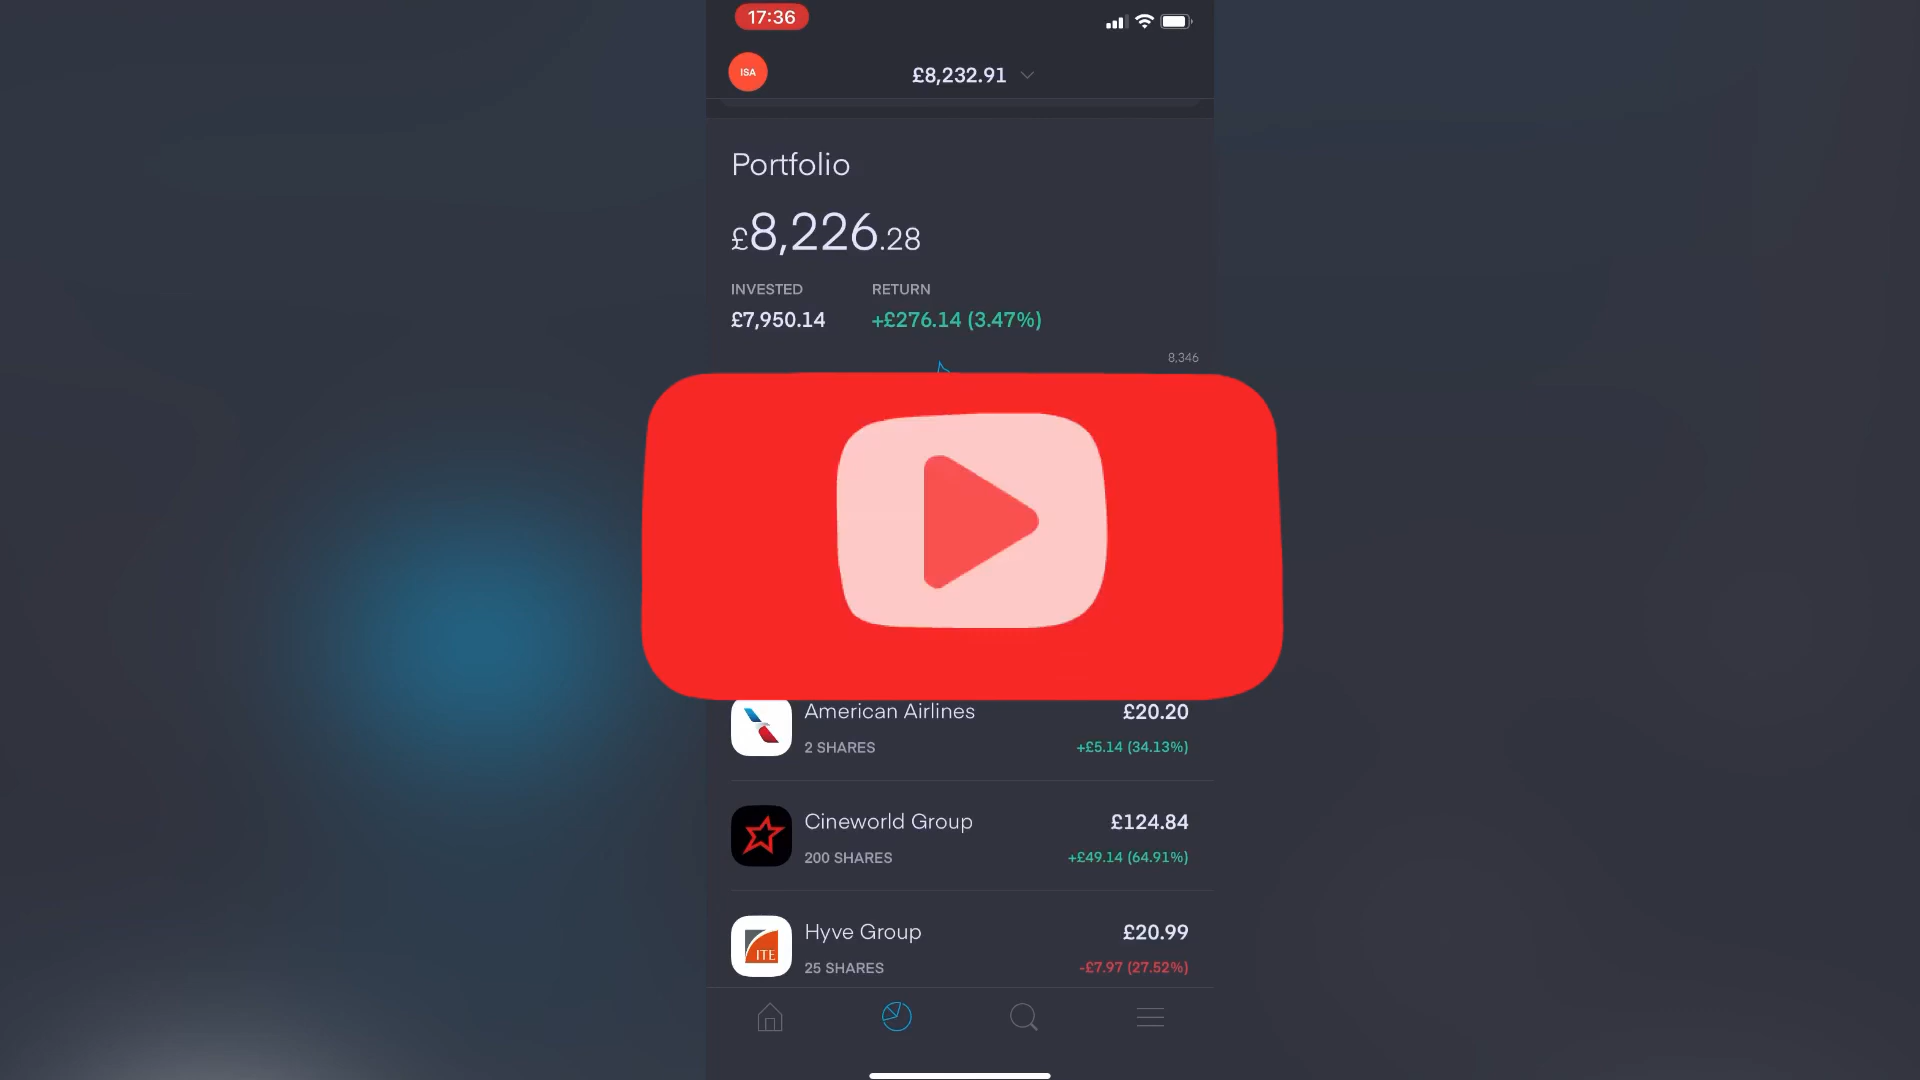 17:36
ISA
£8,232.91
Portfolio
£8,226.28
INVESTED RETURN
£7,950.14 +£276.14 (3.47%)
8,346
American Airlines £20.20
2 SHARES +£5.14 (34.13%)
Cineworld Group £124.84
200 SHARES +£49.14 (64.91%)
Hyve Group £20.99
ITE
25 SHARES -£7.97 (27.52%)